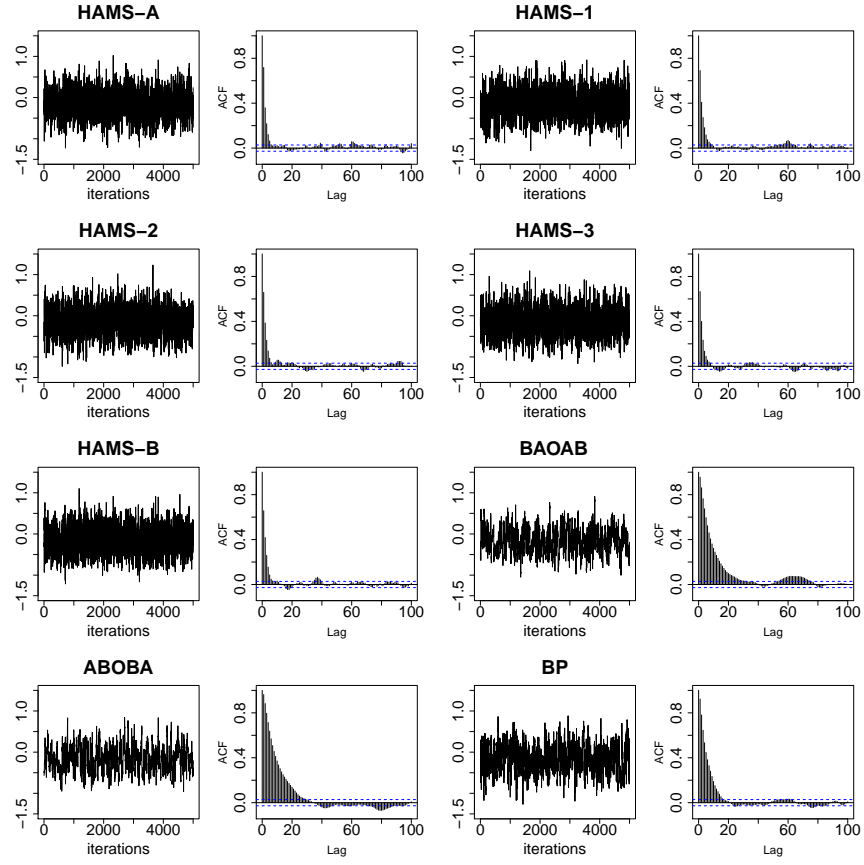 HAMS−A
HAMS−1
1.0
0.0
−1.5
0 2000 4000
iterations
ACF
0.8
0.4
0.0
0 20 60 100
Lag
1.0
0.0
−1.5
0 2000 4000
iterations
ACF
0.8
0.4
0.0
0 20 60 100
Lag
HAMS−2
HAMS−3
1.0
0.0
−1.5
0 2000 4000
iterations
ACF
0.8
0.4
0.0
0 20 60 100
Lag
1.0
0.0
−1.5
0 2000 4000
iterations
ACF
0.8
0.4
0.0
0 20 60 100
Lag
HAMS−B
BAOAB
1.0
0.0
−1.5
0 2000 4000
iterations
ACF
0.8
0.4
0.0
0 20 60 100
Lag
1.0
0.0
−1.5
0 2000 4000
iterations
ACF
0.8
0.4
0.0
0 20 60 100
Lag
ABOBA
BP
1.0
0.0
−1.5
0 2000 4000
iterations
ACF
0.8
0.4
0.0
0 20 60 100
Lag
1.0
0.0
−1.5
0 2000 4000
iterations
ACF
0.8
0.4
0.0
0 20 60 100
Lag